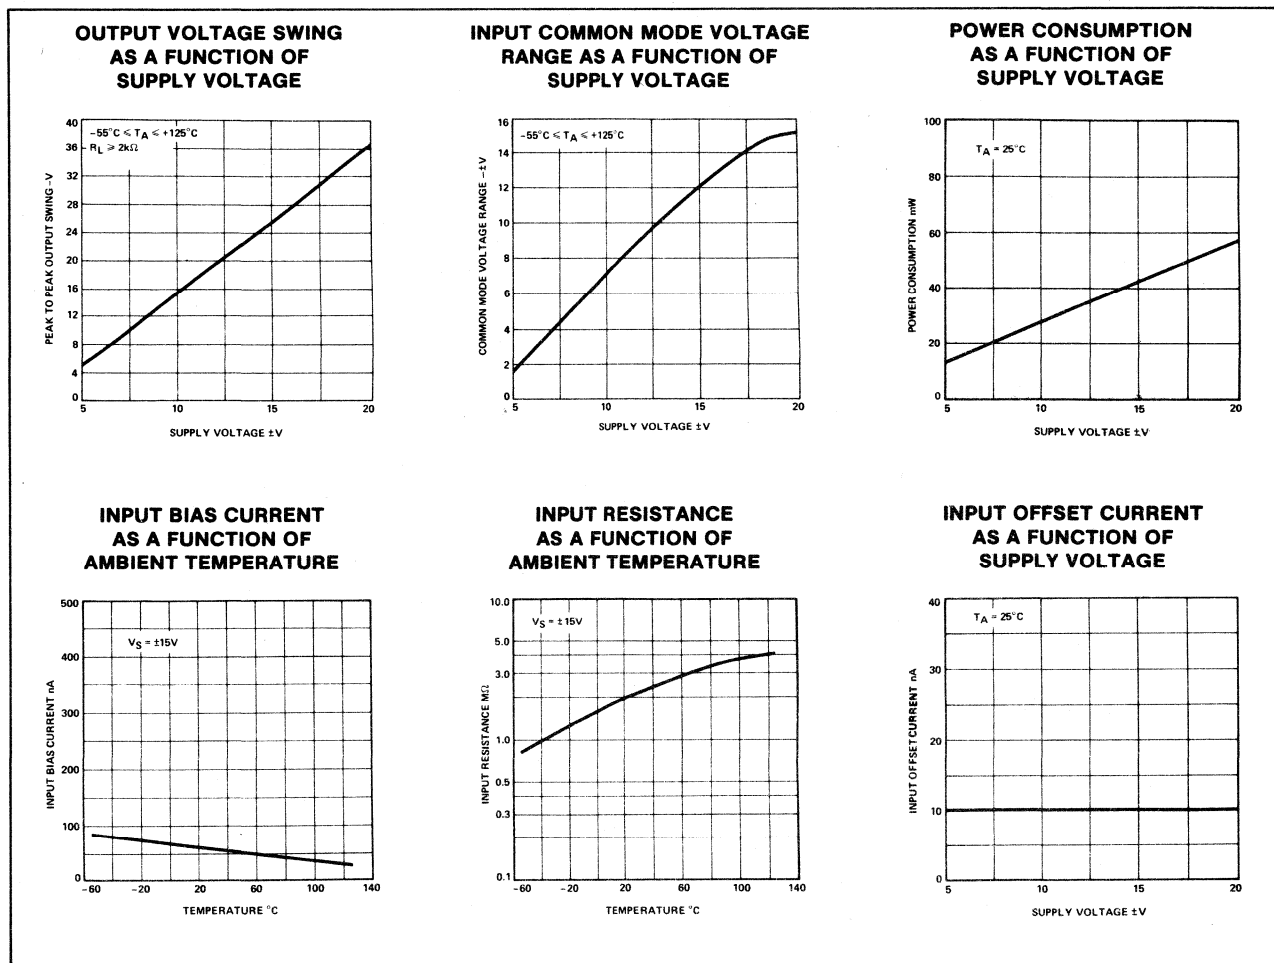 OUTPUT VOLTAGE SWING
AS A FUNCTION OF
SUPPLY VOLTAGE
40
36
32
28
24
20
16
12
8
4
0
PEAK TO PEAK OUTPUT SWING -V
-55°C ≤ TA ≤ +125°C
RL ≥ 2kΩ
5 10 15 20
SUPPLY VOLTAGE ±V
INPUT COMMON MODE VOLTAGE
RANGE AS A FUNCTION OF
SUPPLY VOLTAGE
16
14
12
10
8
6
4
2
0
COMMON MODE VOLTAGE RANGE -±V
-55°C ≤ TA ≤ +125°C
5 10 15 20
SUPPLY VOLTAGE ±V
POWER CONSUMPTION
AS A FUNCTION OF
SUPPLY VOLTAGE
100
80
60
40
20
0
POWER CONSUMPTION mW
TA = 25°C
5 10 15 20
SUPPLY VOLTAGE ±V
INPUT BIAS CURRENT
AS A FUNCTION OF
AMBIENT TEMPERATURE
500
400
300
200
100
0
INPUT BIAS CURRENT nA
VS = ±15V
-60 -20 20 60 100 140
TEMPERATURE °C
INPUT RESISTANCE
AS A FUNCTION OF
AMBIENT TEMPERATURE
10.0
5.0
3.0
1.0
0.5
0.3
0.1
INPUT RESISTANCE MΩ
VS = ±15V
-60 -20 20 60 100 140
TEMPERATURE °C
INPUT OFFSET CURRENT
AS A FUNCTION OF
SUPPLY VOLTAGE
40
30
20
10
0
INPUT OFFSET CURRENT nA
TA = 25°C
5 10 15 20
SUPPLY VOLTAGE ±V